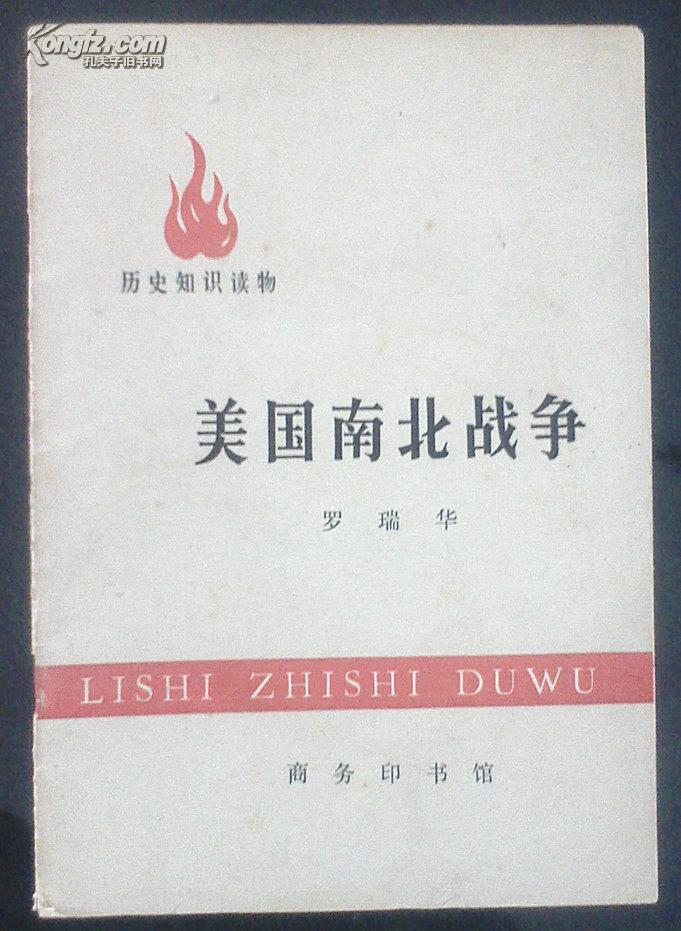 Kongfz.com
孔夫子旧书网
历史知识读物
美国南北战争
罗瑞华
LISHI ZHISHI DUWU
商务印书馆